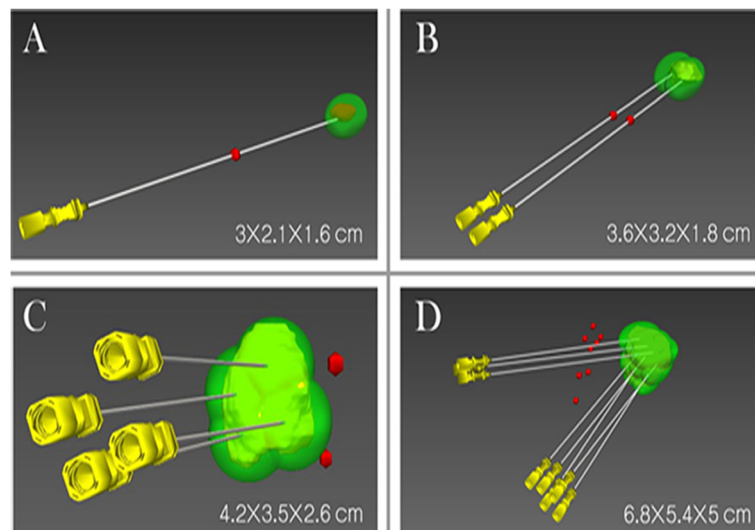 A
3X2.1X1.6 cm
B
3.6X3.2X1.8 cm
C
4.2X3.5X2.6 cm
D
6.8X5.4X5 cm